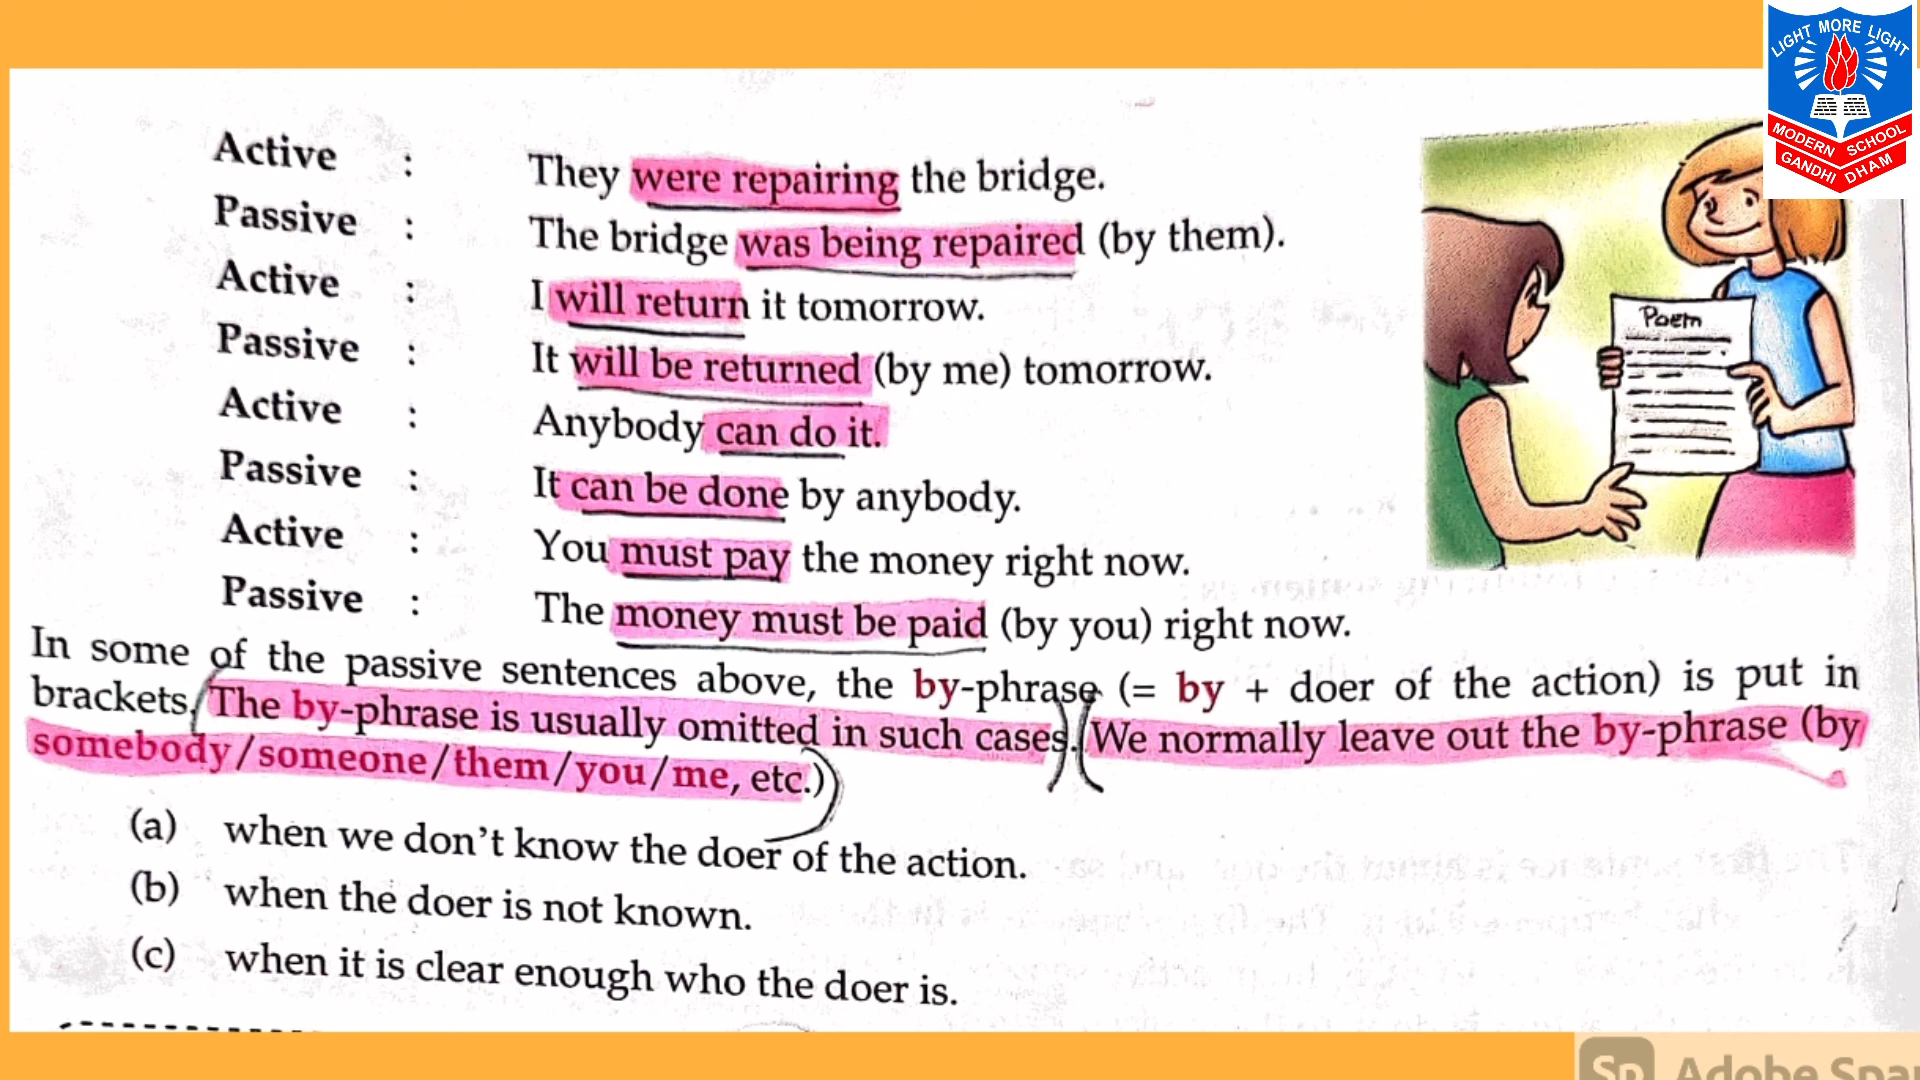 LIGHT MORE LIGHT
MODERN SCHOOL
GANDHI DHAM
Active : They were repairing the bridge.
Passive : The bridge was being repaired (by them).
Active : I will return it tomorrow.
Passive : It will be returned (by me) tomorrow.
Active : Anybody can do it.
Passive : It can be done by anybody.
Active : You must pay the money right now.
Passive : The money must be paid (by you) right now.
Poem
In some of the passive sentences above, the by-phrase (= by + doer of the action) is put in
brackets. The by-phrase is usually omitted in such cases. We normally leave out the by-phrase (by
somebody/someone/them/you/me, etc.)
(a) when we don't know the doer of the action.
(b) when the doer is not known.
(c) when it is clear enough who the doer is.
Sp Adobe Spar